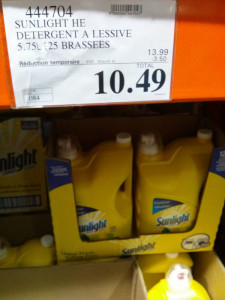 444704
SUNLIGHT HE
DETERGENT A LESSIVE
5.75L 125 BRASSEES
13.99
Réduction temporaire
3.50
TOTAL
10.49
Sunlight
Sunlight
Sunlight